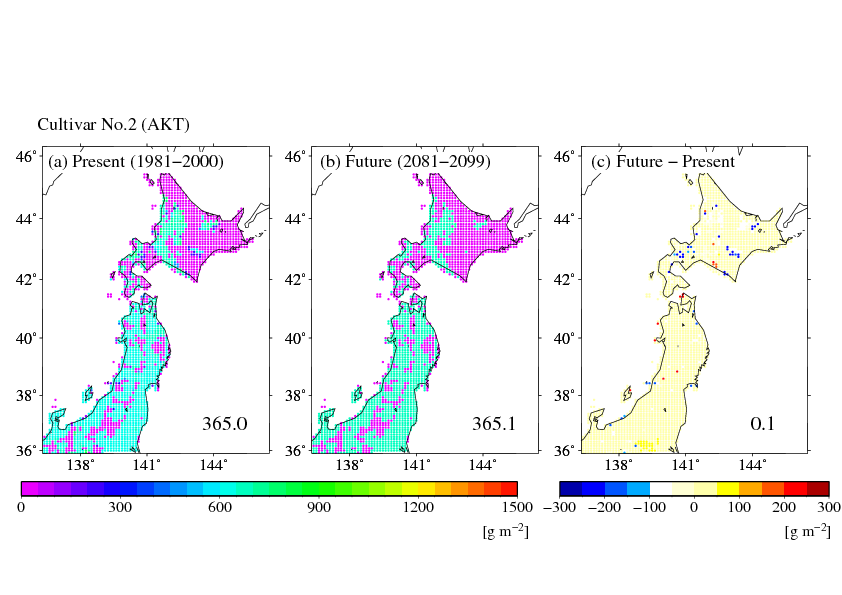 Cultivar No.2 (AKT)
(a) Present (1981−2000)
(b) Future (2081−2099)
(c) Future − Present
46° 44° 42° 40° 38° 36°
46° 44° 42° 40° 38° 36°
46° 44° 42° 40° 38° 36°
365.0
365.1
0.1
138° 141° 144°
138° 141° 144°
138° 141° 144°
0 300 600 900 1200 1500
−300 −200 −100 0 100 200 300
[g m⁻²]
[g m⁻²]